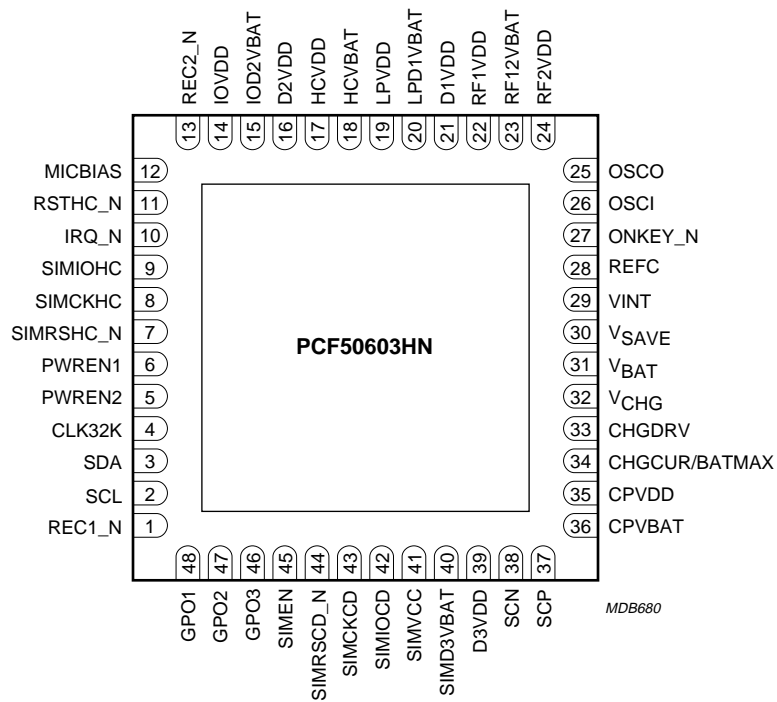 REC2_N
IOVDD
IOD2VBAT
D2VDD
HCVDD
HCVBAT
LPVDD
LPD1VBAT
D1VDD
RF1VDD
RF12VBAT
RF2VDD
13
14
15
16
17
18
19
20
21
22
23
24
MICBIAS 12
RSTHC_N 11
IRQ_N 10
SIMIOHC 9
SIMCKHC 8
SIMRSHC_N 7
PWREN1 6
PWREN2 5
CLK32K 4
SDA 3
SCL 2
REC1_N 1
PCF50603HN
25 OSCO
26 OSCI
27 ONKEY_N
28 REFC
29 VINT
30 VSAVE
31 VBAT
32 VCHG
33 CHGDRV
34 CHGCUR/BATMAX
35 CPVDD
36 CPVBAT
48
47
46
45
44
43
42
41
40
39
38
37
GPO1
GPO2
GPO3
SIMEN
SIMRSCD_N
SIMCKCD
SIMIOCD
SIMVCC
SIMD3VBAT
D3VDD
SCN
SCP
MDB680